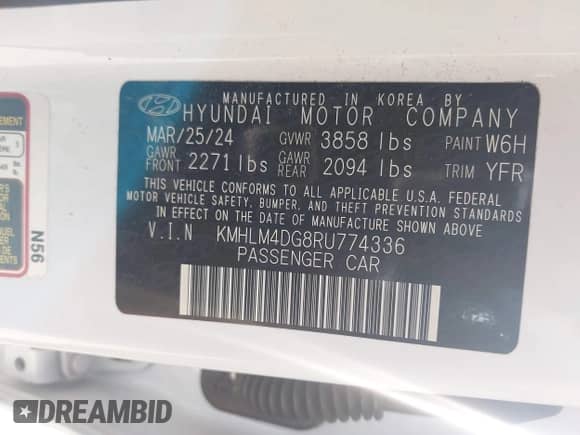 MANUFACTURED IN KOREA BY
HYUNDAI MOTOR COMPANY
MAR/25/24 GVWR 3858 lbs PAINT W6H
GAWR FRONT 2271 lbs GAWR REAR 2094 lbs TRIM YFR
THIS VEHICLE CONFORMS TO ALL APPLICABLE U.S.A. FEDERAL
MOTOR VEHICLE SAFETY, BUMPER, AND THEFT PREVENTION STANDARDS
IN EFFECT ON THE DATE OF MANUFACTURE SHOWN ABOVE.
V.I.N KMHLM4DG8RU774336
PASSENGER CAR
N56
DREAMBID